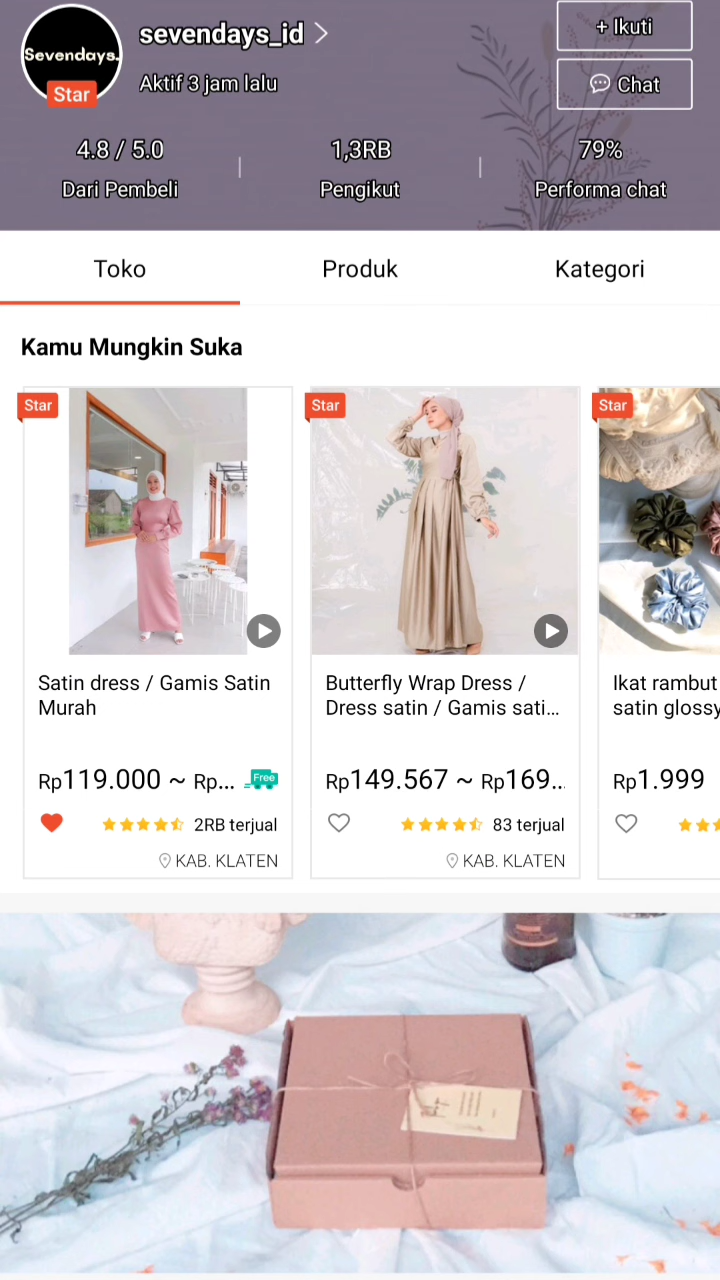 Sevendays.
Star
sevendays_id
Aktif 3 jam lalu
+ Ikuti
Chat
4.8 / 5.0
Dari Pembeli
1,3RB
Pengikut
79%
Performa chat
Toko
Produk
Kategori
Kamu Mungkin Suka
Star
Satin dress / Gamis Satin
Murah
Rp119.000 ~ Rp...
Free
2RB terjual
KAB. KLATEN
Star
Butterfly Wrap Dress /
Dress satin / Gamis sati...
Rp149.567 ~ Rp169...
83 terjual
KAB. KLATEN
Star
Ikat rambut
satin glossy
Rp1.999